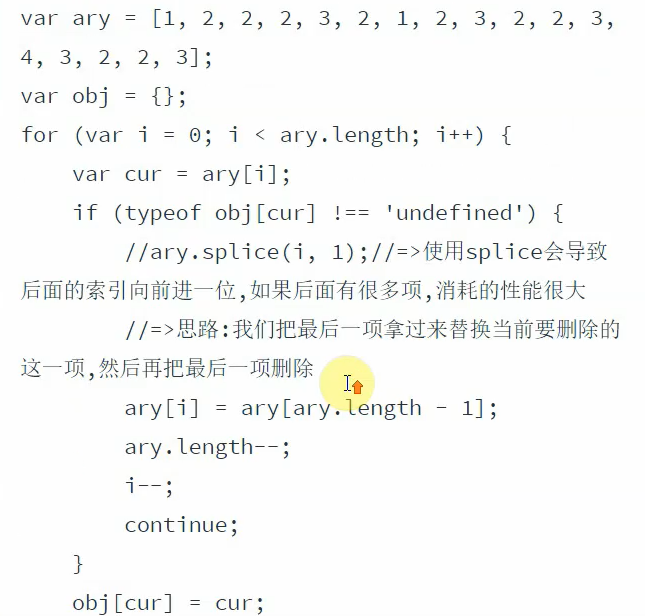 var ary = [1, 2, 2, 2, 3, 2, 1, 2, 3, 2, 2, 3,
4, 3, 2, 2, 3];
var obj = {};
for (var i = 0; i < ary.length; i++) {
    var cur = ary[i];
    if (typeof obj[cur] !== 'undefined') {
        //ary.splice(i, 1);//=>使用splice会导致
后面的索引向前进一位,如果后面有很多项,消耗的性能很大
        //=>思路:我们把最后一项拿过来替换当前要删除的
这一项,然后再把最后一项删除
        ary[i] = ary[ary.length - 1];
        ary.length--;
        i--;
        continue;
    }
    obj[cur] = cur;